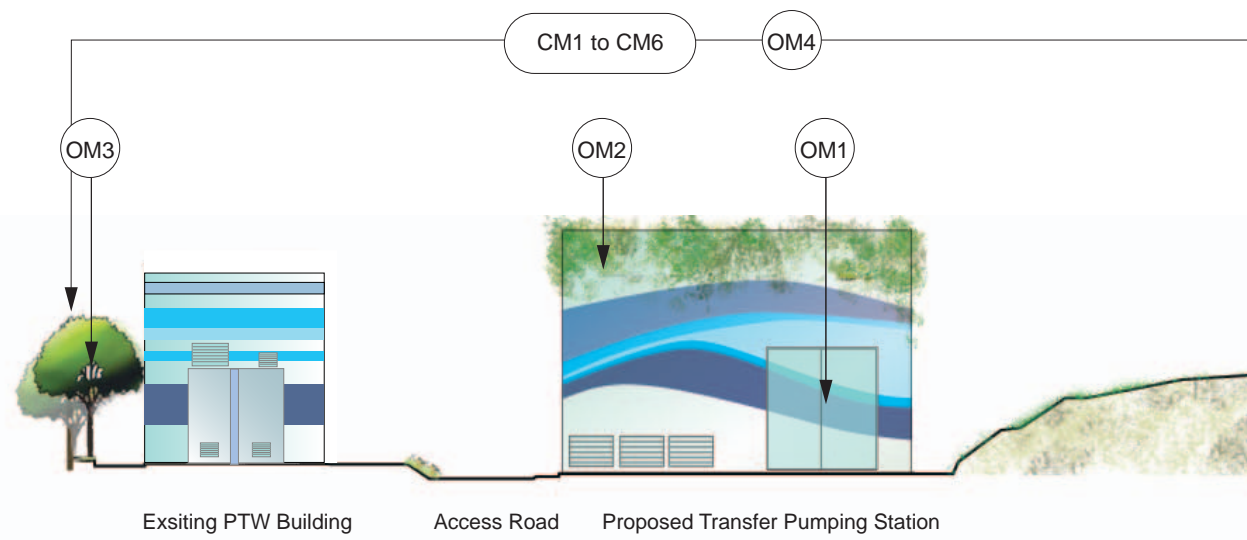 CM1 to CM6
OM4
OM3
OM2
OM1
Exsiting PTW Building
Access Road
Proposed Transfer Pumping Station